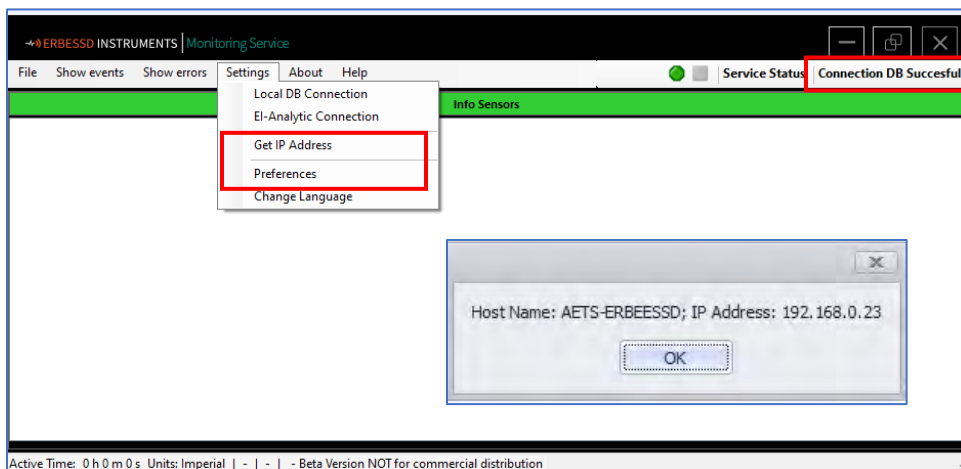 ERBESSD INSTRUMENTS | Monitoring Service
File Show events Show errors Settings About Help Service Status Connection DB Succesful
Local DB Connection
EI-Analytic Connection
Get IP Address
Preferences
Change Language
Info Sensors
Host Name: AETS-ERBEESSD; IP Address: 192.168.0.23
OK
Active Time: 0 h 0 m 0 s Units: Imperial | - | - | - Beta Version NOT for commercial distribution